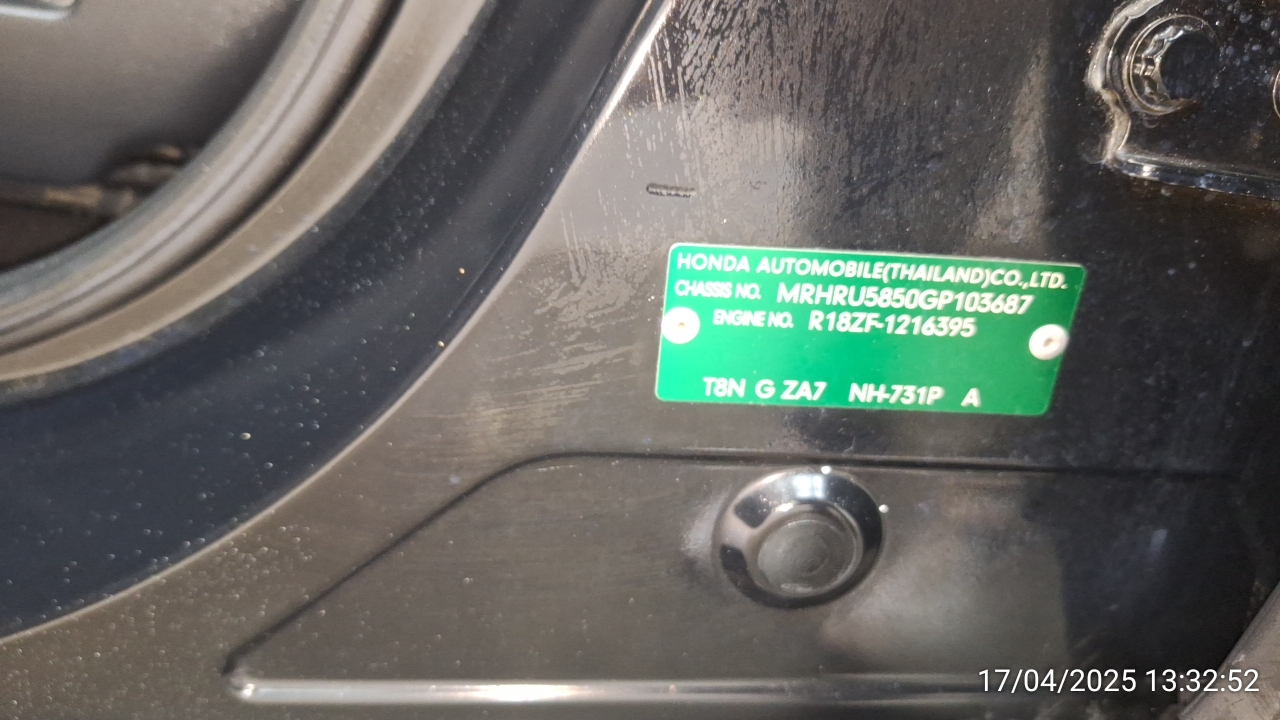 HONDA AUTOMOBILE(THAILAND)CO.,LTD.
CHASSIS NO. MRHRU5850GP103687
ENGINE NO. R18ZF-1216395
T8N G ZA7 NH-731P A
17/04/2025 13:32:52